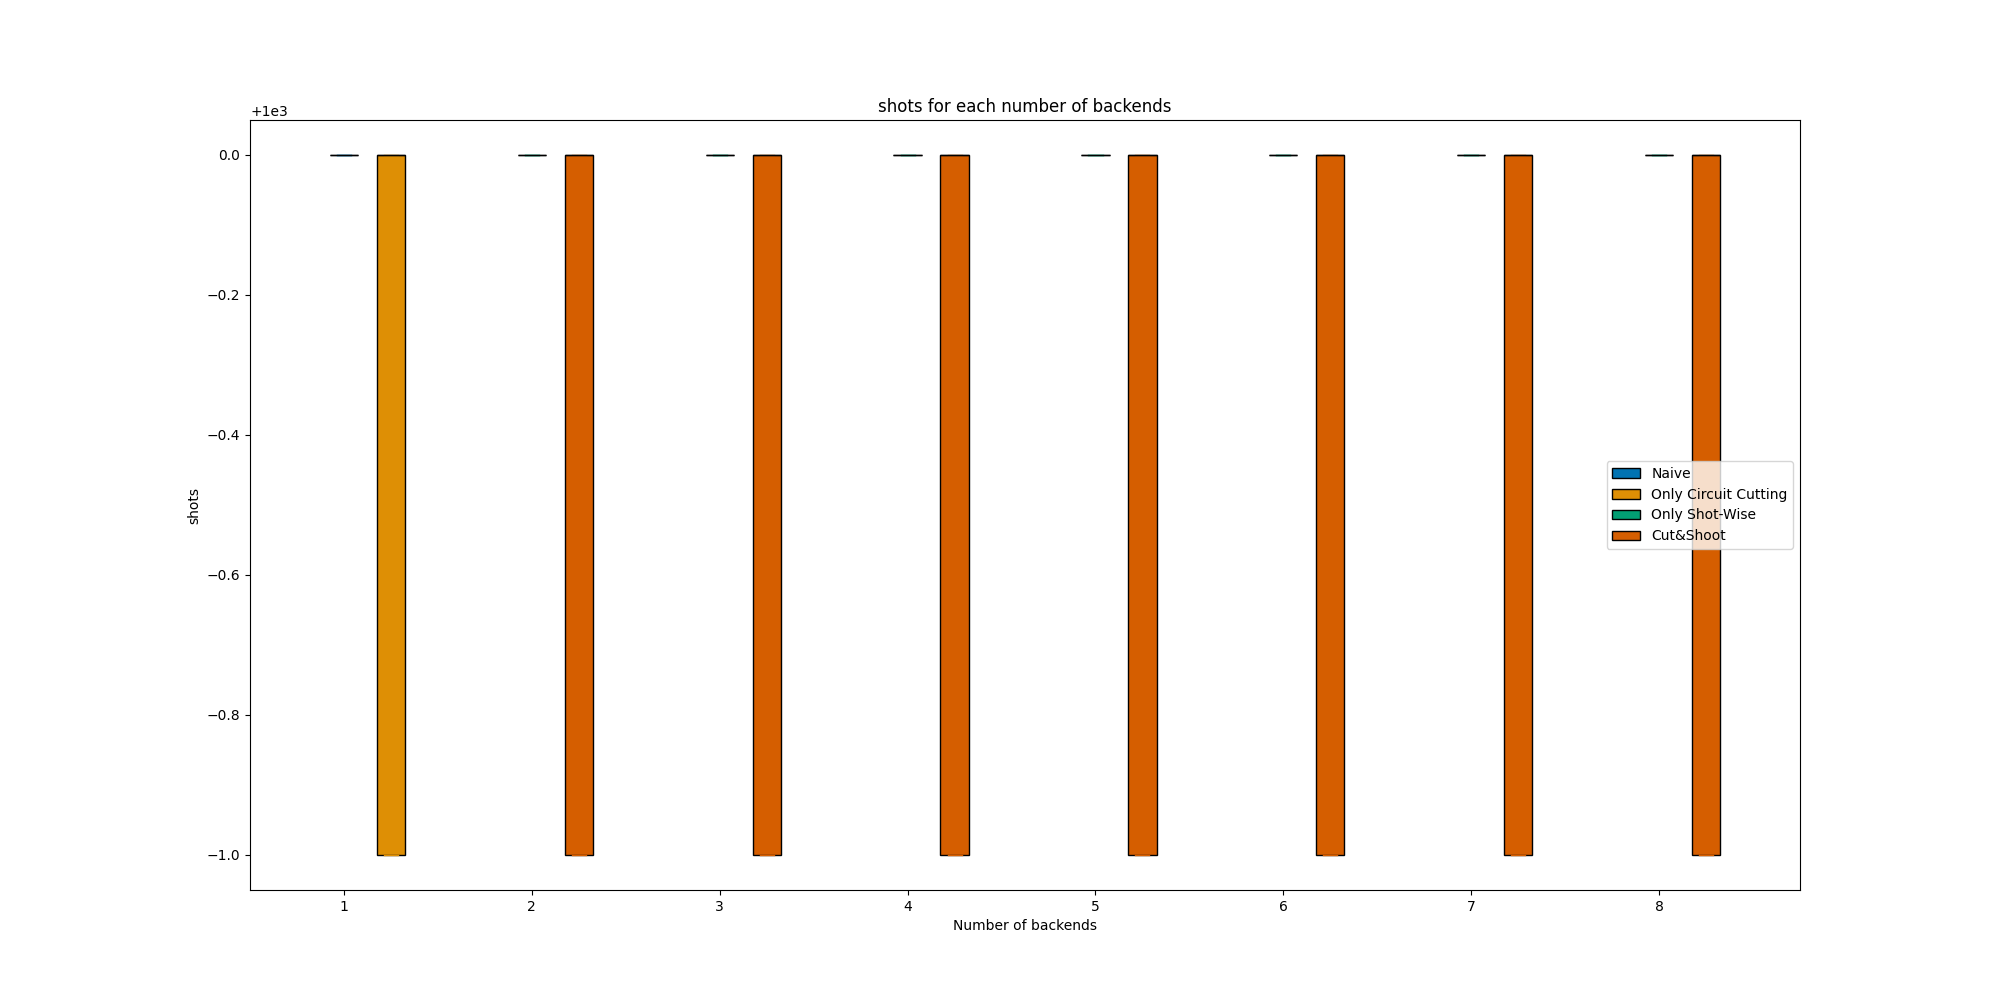 shots for each number of backends
+1e3
0.0
−0.2
−0.4
−0.6
−0.8
−1.0
shots
Naive
Only Circuit Cutting
Only Shot-Wise
Cut&Shoot
1 2 3 4 5 6 7 8
Number of backends